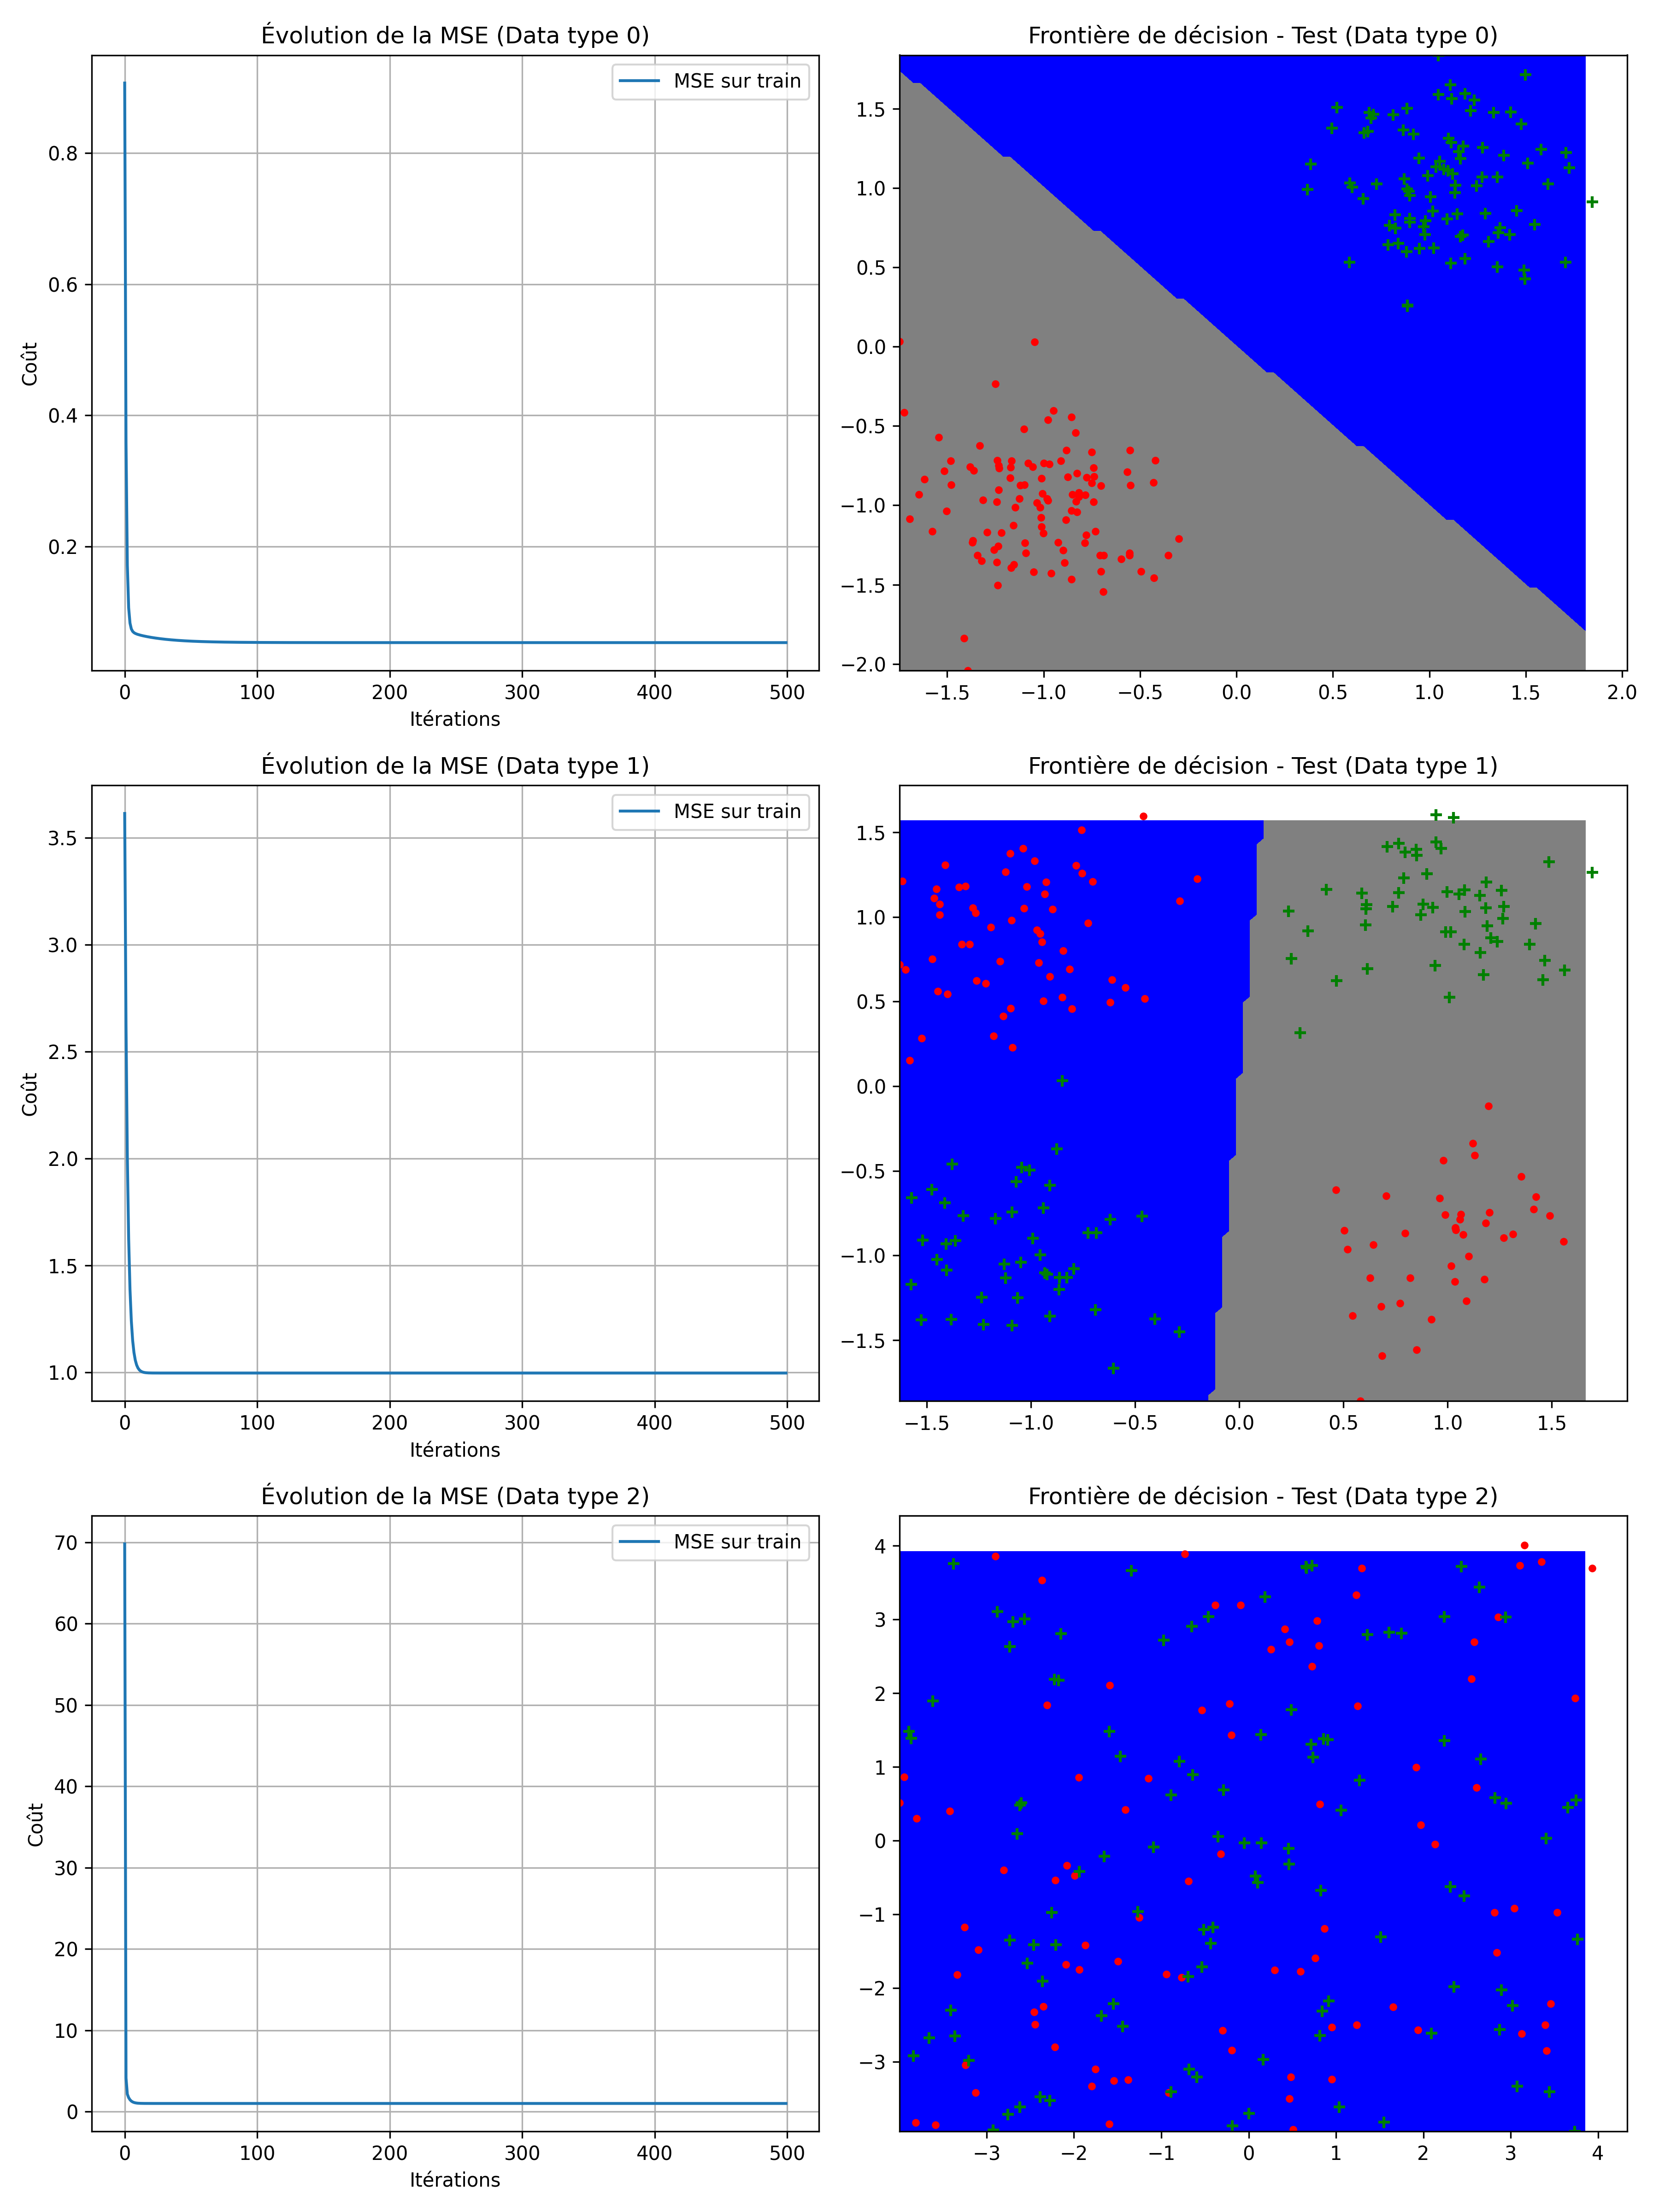 Évolution de la MSE (Data type 0)
MSE sur train
0.8
0.6
0.4
0.2
Coût
0 100 200 300 400 500
Itérations
Frontière de décision - Test (Data type 0)
1.5
1.0
0.5
0.0
−0.5
−1.0
−1.5
−2.0
−1.5 −1.0 −0.5 0.0 0.5 1.0 1.5 2.0
Évolution de la MSE (Data type 1)
MSE sur train
3.5
3.0
2.5
2.0
1.5
1.0
Coût
0 100 200 300 400 500
Itérations
Frontière de décision - Test (Data type 1)
1.5
1.0
0.5
0.0
−0.5
−1.0
−1.5
−1.5 −1.0 −0.5 0.0 0.5 1.0 1.5
Évolution de la MSE (Data type 2)
MSE sur train
70
60
50
40
30
20
10
0
Coût
0 100 200 300 400 500
Itérations
Frontière de décision - Test (Data type 2)
4
3
2
1
0
−1
−2
−3
−3 −2 −1 0 1 2 3 4